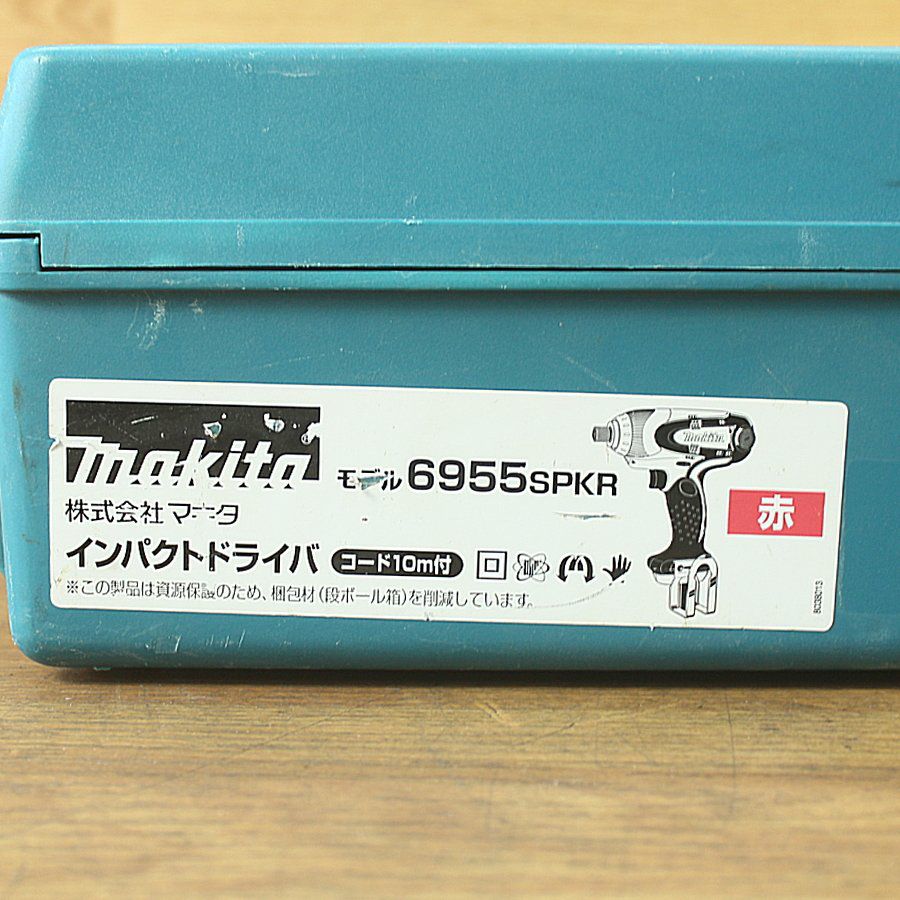 makita
モデル 6955SPKR
株式会社マキタ
赤
インパクトドライバ コード10m付
※この製品は資源保護のため、梱包材(段ボール箱)を削減しています。
makita